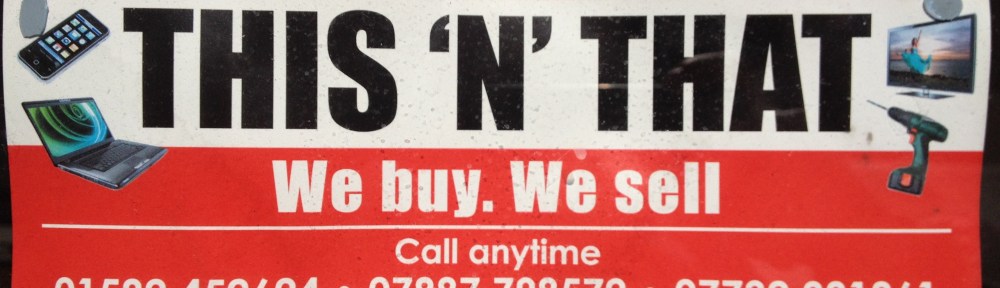 THIS ‘N’ THAT
We buy. We sell
Call anytime